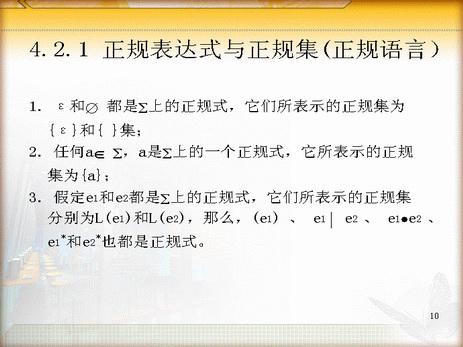 4.2.1 正规表达式与正规集(正规语言)
1. ε和∅ 都是∑上的正规式，它们所表示的正规集为
{ε}和{ }集；
2. 任何a∈ ∑，a是∑上的一个正规式，它所表示的正规
集为{a}；
3. 假定e1和e2都是∑上的正规式，它们所表示的正规集
分别为L(e1)和L(e2)，那么，(e1) 、 e1| e2 、 e1●e2 、
e1*和e2*也都是正规式。
10